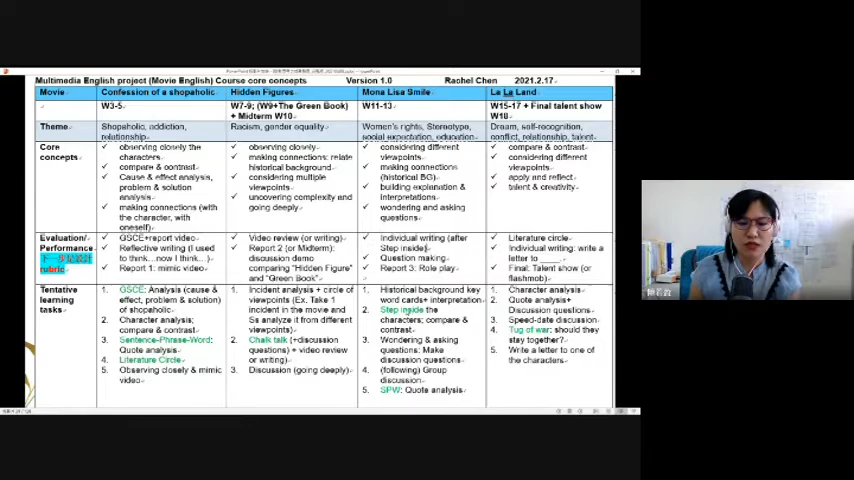 Multimedia English project (Movie English) Course core concepts Version 1.0 Rachel Chen 2021.2.17
Movie Confession of a shopaholic Hidden Figures Mona Lisa Smile La La Land
W3-5
W7-9; (W9+The Green Book) + Midterm W10
W11-13
W15-17 + Final talent show W18
Theme
Shopaholic, addiction, relationship
Racism, gender equality
Women's rights, Stereotype, social expectation, education
Dream, self-recognition, conflict, relationship, talent
Core concepts
✓ observing closely the characters
✓ compare & contrast
✓ Cause & effect analysis, problem & solution analysis
✓ making connections (with the character, with oneself)
✓ observing closely
✓ making connections: relate historical background
✓ considering multiple viewpoints
✓ uncovering complexity and going deeply
✓ considering different viewpoints
✓ making connections (historical BG)
✓ building explanation & interpretations
✓ wondering and asking questions
✓ compare & contrast
✓ considering different viewpoints
✓ apply and reflect
✓ talent & creativity
Evaluation/ Performance
下一步是設計
rubric
✓ GSCE+report video
✓ Reflective writing (I used to think…now I think…)
✓ Report 1: mimic video
✓ Video review (or writing)
✓ Report 2 (or Midterm): discussion demo comparing "Hidden Figure" and "Green Book"
✓ Individual writing (after Step inside)
✓ Question making
✓ Report 3: Role play
✓ Literature circle
✓ Individual writing: write a letter to ____.
✓ Final: Talent show (or flashmob)
Tentative learning tasks
1. GSCE: Analysis (cause & effect, problem & solution) of shopaholic
2. Character analysis; compare & contrast
3. Sentence-Phrase-Word: Quote analysis
4. Literature Circle
5. Observing closely & mimic video
1. Incident analysis + circle of viewpoints (Ex. Take 1 incident in the movie and Ss analyze it from different viewpoints)
2. Chalk talk (+discussion questions) + video review or writing)
3. Discussion (going deeply)
1. Historical background key word cards+ interpretation
2. Step inside the characters; compare & contrast
3. Wondering & asking questions: Make discussion questions
4. (following) Group discussion
5. SPW: Quote analysis
1. Character analysis
2. Quote analysis+ Discussion questions
3. Speed-date discussion
4. Tug of war: should they stay together?
5. Write a letter to one of the characters